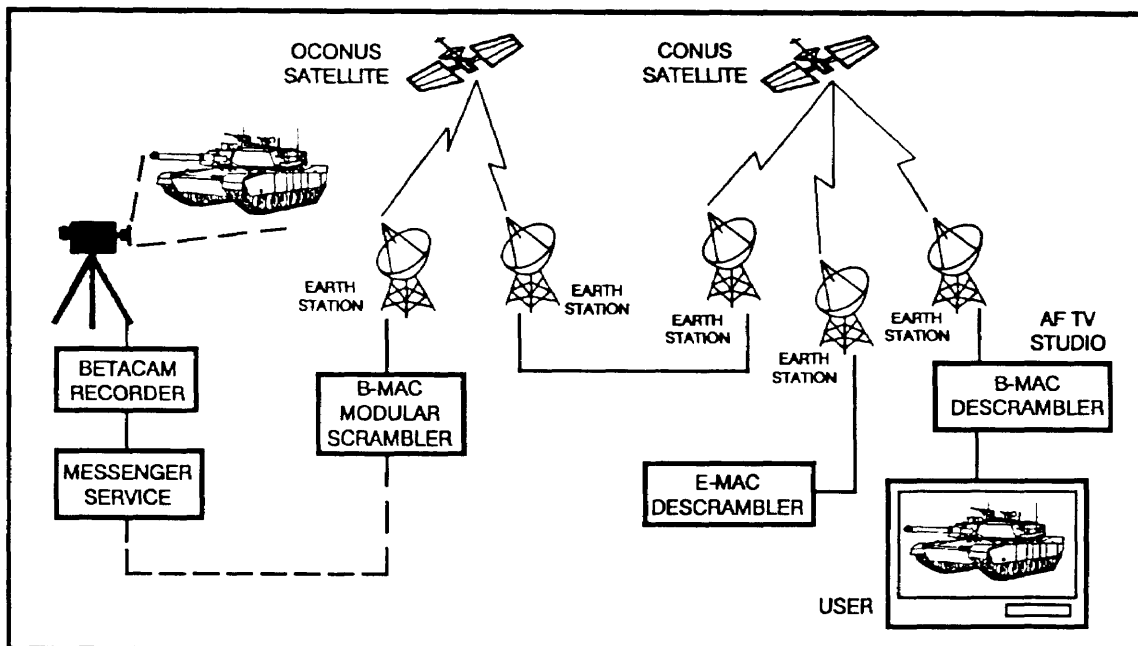 OCONUS
SATELLITE
CONUS
SATELLITE
EARTH
STATION
EARTH
STATION
EARTH
STATION
EARTH
STATION
EARTH
STATION
AF TV
STUDIO
BETACAM
RECORDER
MESSENGER
SERVICE
B-MAC
MODULAR
SCRAMBLER
E-MAC
DESCRAMBLER
B-MAC
DESCRAMBLER
USER